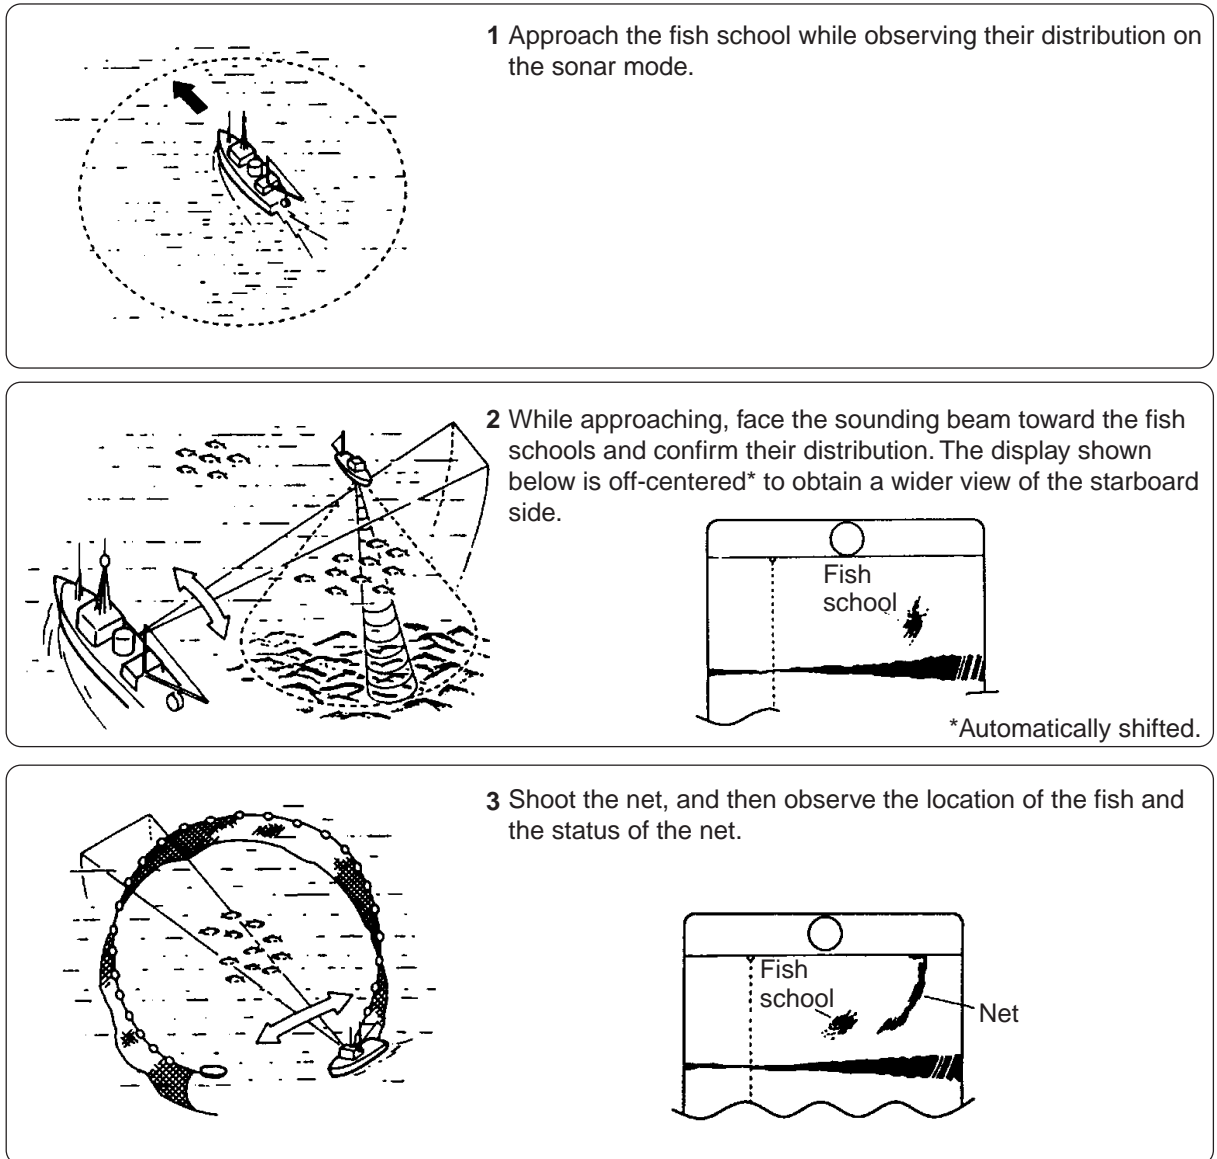 1 Approach the fish school while observing their distribution on
the sonar mode.
2 While approaching, face the sounding beam toward the fish
schools and confirm their distribution. The display shown
below is off-centered* to obtain a wider view of the starboard
side.
Fish
school
*Automatically shifted.
3 Shoot the net, and then observe the location of the fish and
the status of the net.
Fish
school
Net